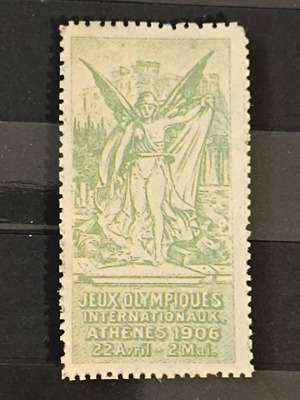 JEUX OLYMPIQUES
INTERNATIONAUX.
ATHÈNES 1906
22 Avril - 2 Mai.